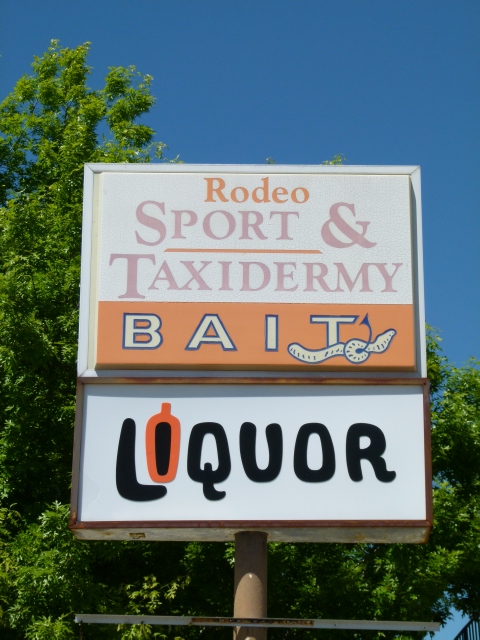 Rodeo
SPORT &
TAXIDERMY
BAIT
LIQUOR